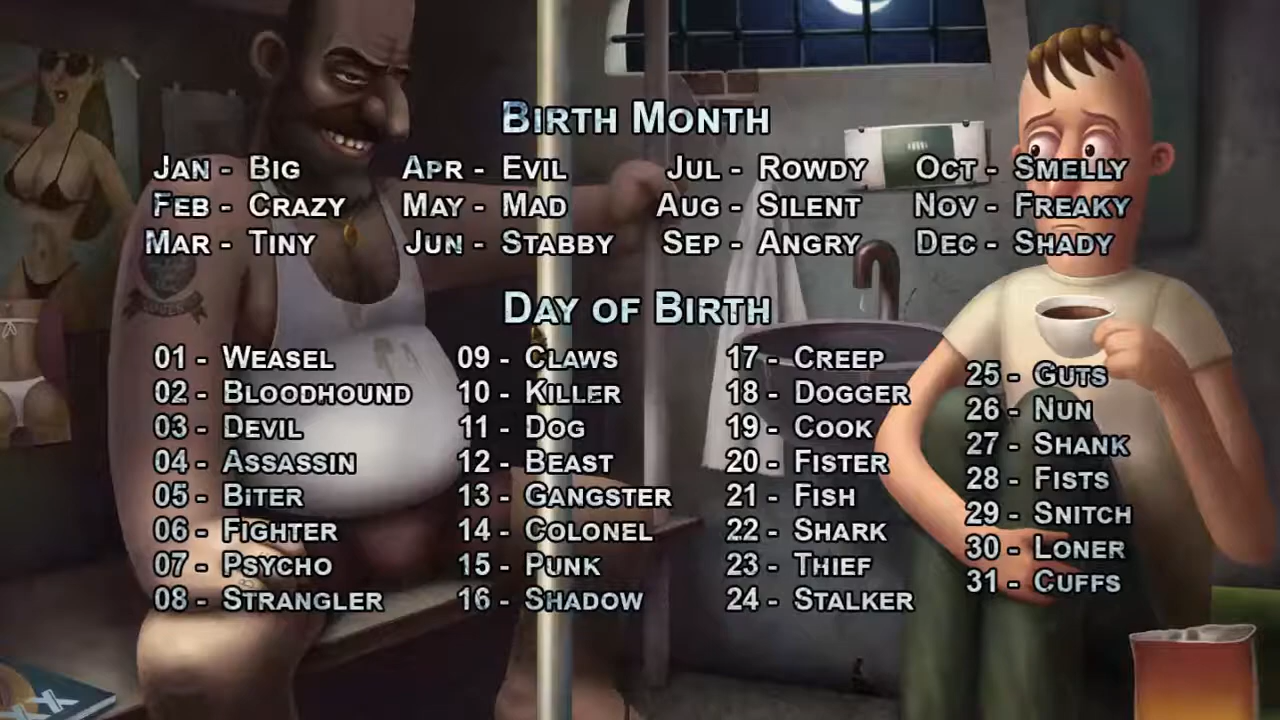 BIRTH MONTH
JAN - BIG
FEB - CRAZY
MAR - TINY
APR - EVIL
MAY - MAD
JUN - STABBY
JUL - ROWDY
AUG - SILENT
SEP - ANGRY
OCT - SMELLY
NOV - FREAKY
DEC - SHADY
DAY OF BIRTH
01 - WEASEL
02 - BLOODHOUND
03 - DEVIL
04 - ASSASSIN
05 - BITER
06 - FIGHTER
07 - PSYCHO
08 - STRANGLER
09 - CLAWS
10 - KILLER
11 - DOG
12 - BEAST
13 - GANGSTER
14 - COLONEL
15 - PUNK
16 - SHADOW
17 - CREEP
18 - DOGGER
19 - COOK
20 - FISTER
21 - FISH
22 - SHARK
23 - THIEF
24 - STALKER
25 - GUTS
26 - NUN
27 - SHANK
28 - FISTS
29 - SNITCH
30 - LONER
31 - CUFFS